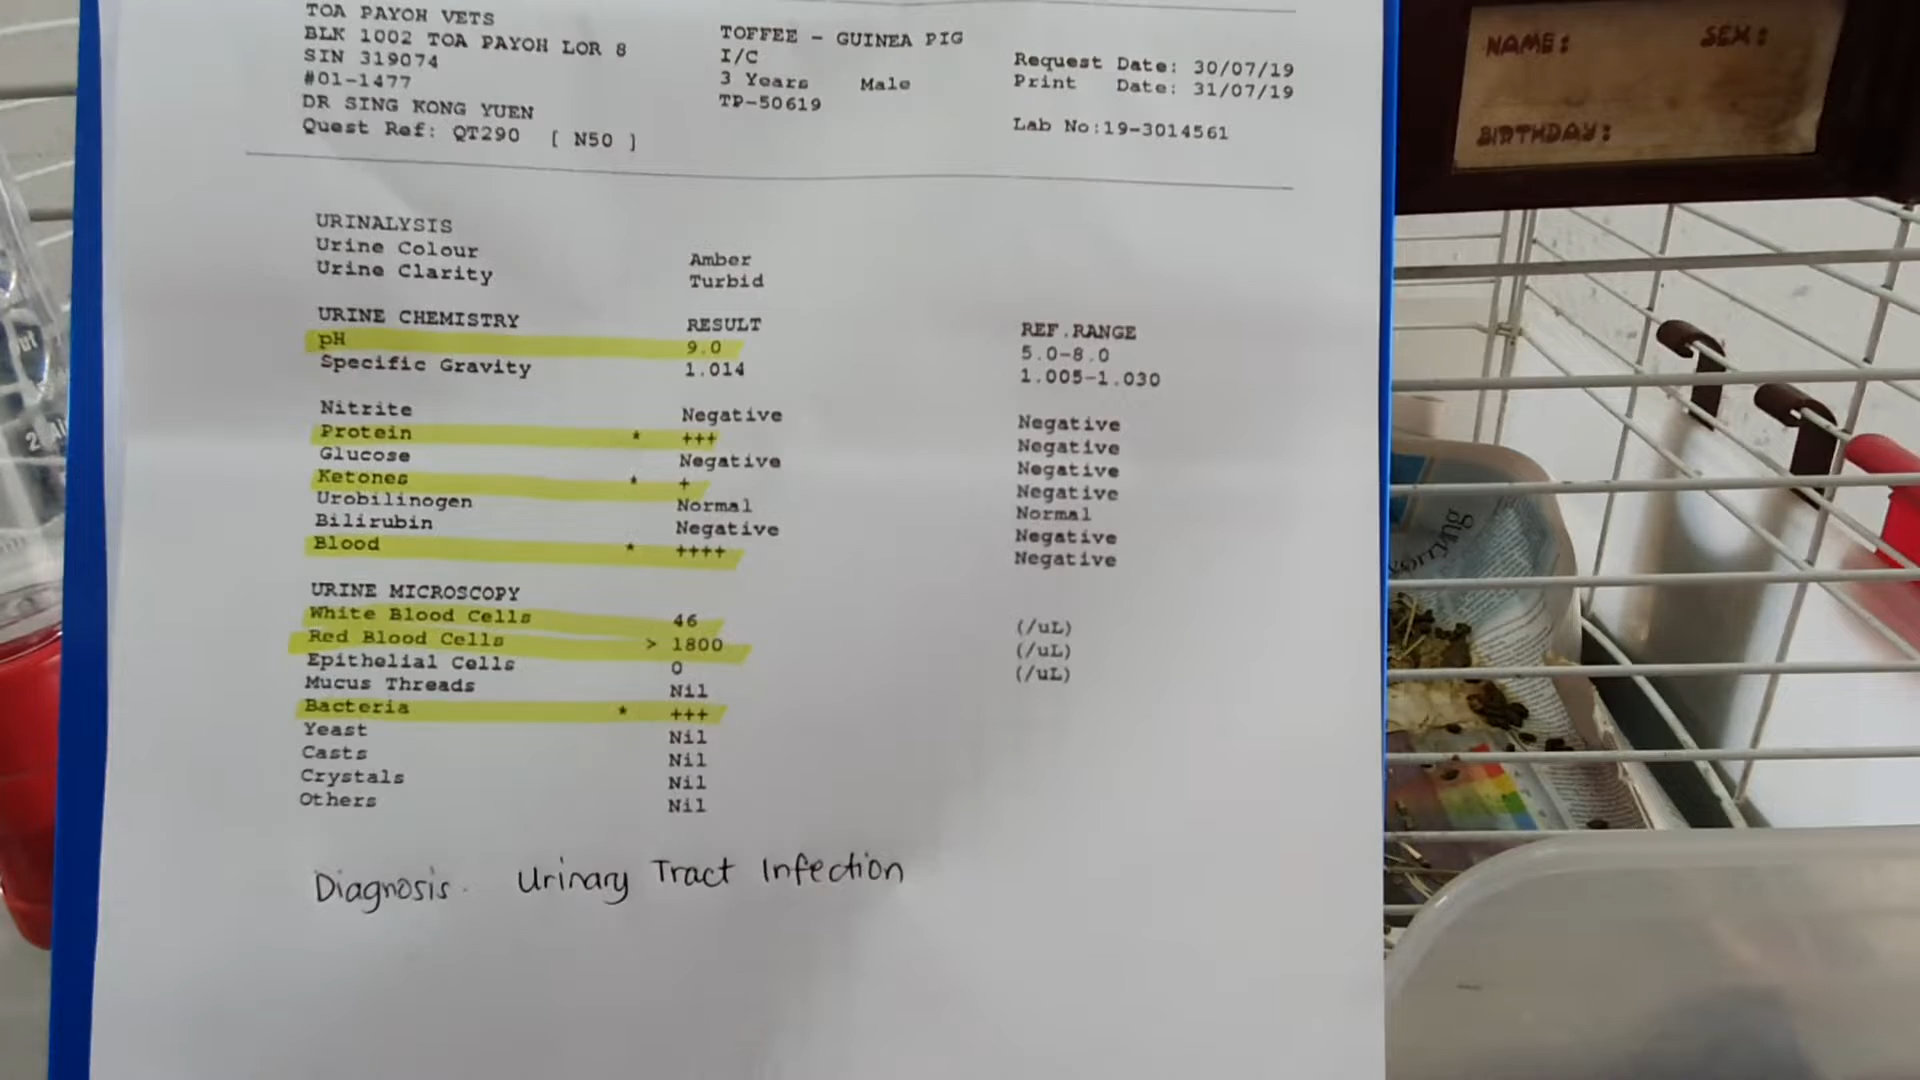 TOA PAYOH VETS
BLK 1002 TOA PAYOH LOR 8
SIN 319074
#01-1477
DR SING KONG YUEN
Quest Ref: QT290 [ N50 ]
TOFFEE - GUINEA PIG
I/C
3 Years Male
TP-50619
Request Date: 30/07/19
Print Date: 31/07/19
Lab No:19-3014561
URINALYSIS
Urine Colour Amber
Urine Clarity Turbid
URINE CHEMISTRY RESULT REF.RANGE
pH 9.0 5.0-8.0
Specific Gravity 1.014 1.005-1.030
Nitrite Negative Negative
Protein * +++ Negative
Glucose Negative Negative
Ketones * + Negative
Urobilinogen Normal Normal
Bilirubin Negative Negative
Blood * ++++ Negative
URINE MICROSCOPY
White Blood Cells 46 (/uL)
Red Blood Cells > 1800 (/uL)
Epithelial Cells 0 (/uL)
Mucus Threads Nil
Bacteria * +++
Yeast Nil
Casts Nil
Crystals Nil
Others Nil
Diagnosis. Urinary Tract Infection
NAME: SEX:
BIRTHDAY: